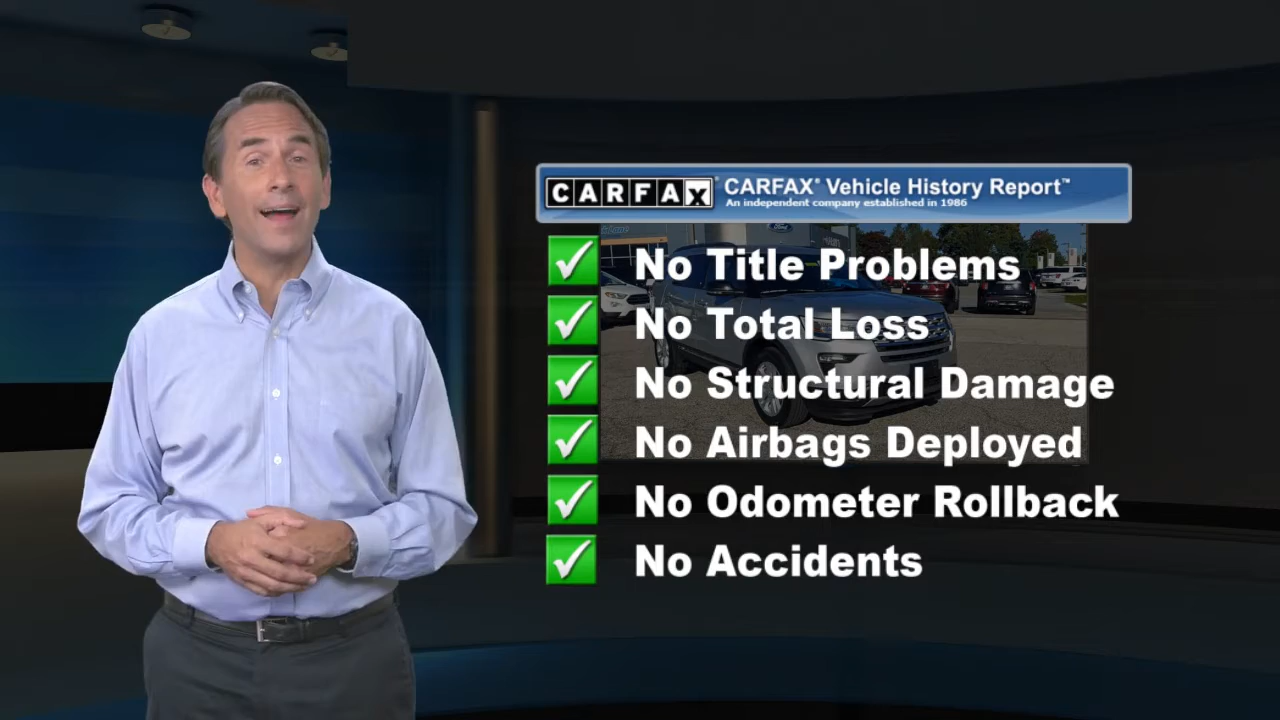 CARFAX
CARFAX® Vehicle History Report™
An independent company established in 1986
Ford
No Title Problems
No Total Loss
No Structural Damage
No Airbags Deployed
No Odometer Rollback
No Accidents